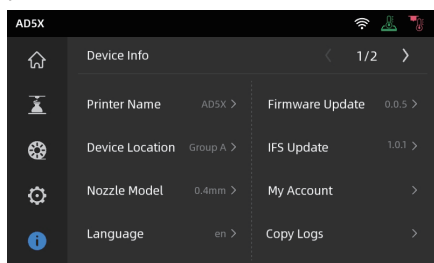 AD5X
Device Info 1/2
Printer Name AD5X Firmware Update 0.0.5
Device Location Group A IFS Update 1.0.1
Nozzle Model 0.4mm My Account
Language en Copy Logs